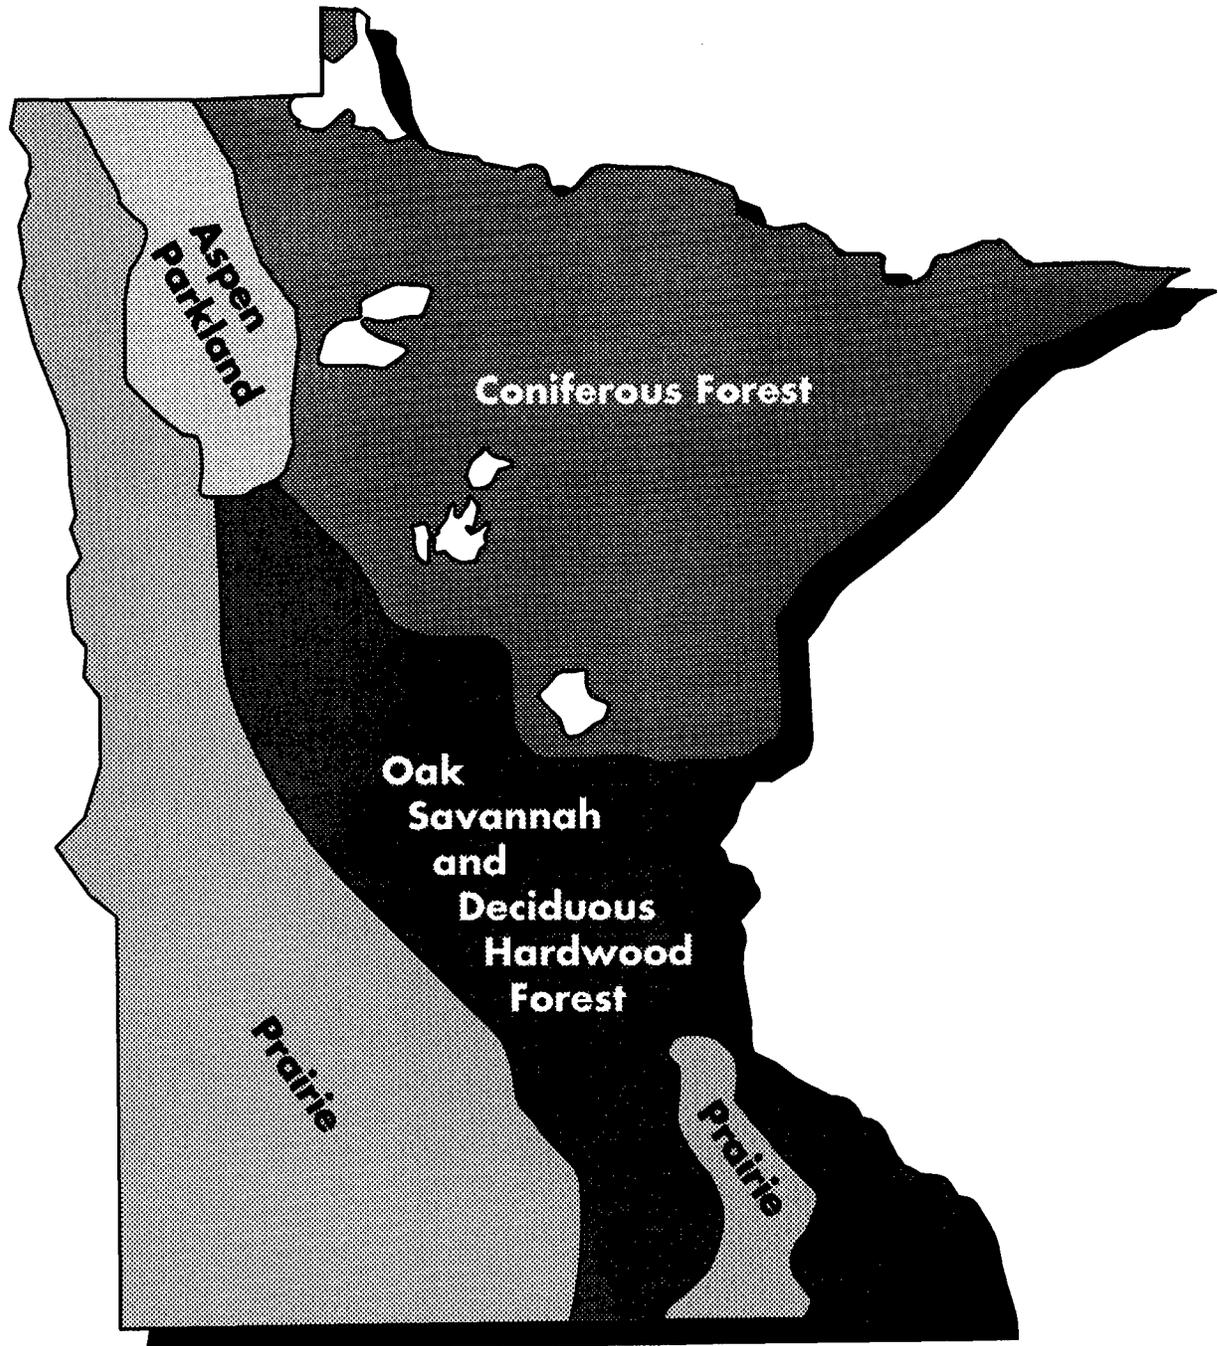 Aspen
Parkland
Coniferous Forest
Oak
Savannah
and
Deciduous
Hardwood
Forest
Prairie
Prairie